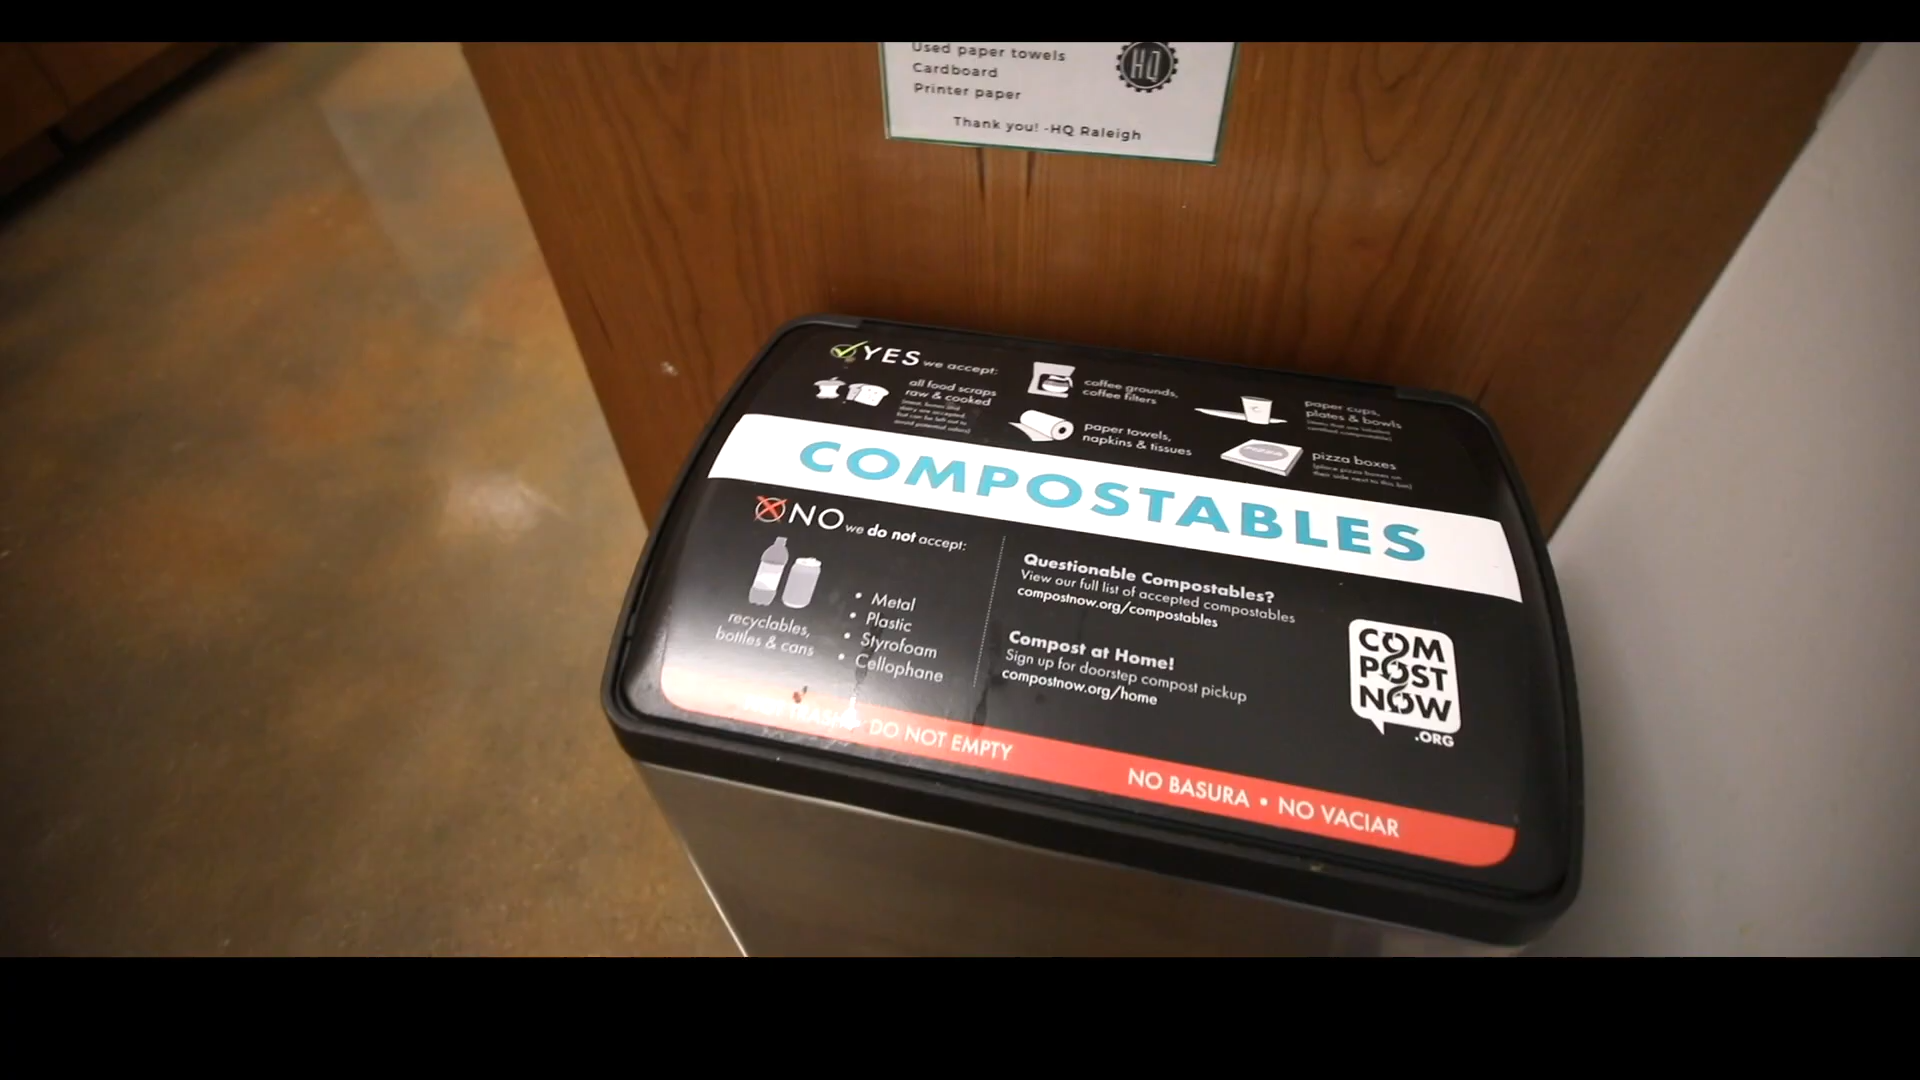 Used paper towels
Cardboard
Printer paper
HQ
Thank you! -HQ Raleigh
YES we accept:
all food scraps
raw & cooked
coffee grounds,
coffee filters
paper towels,
napkins & tissues
paper cups,
plates & bowls
PIZZA
pizza boxes
COMPOSTABLES
NO we do not accept:
recyclables,
bottles & cans
• Metal
• Plastic
• Styrofoam
• Cellophane
Questionable Compostables?
View our full list of accepted compostables
compostnow.org/compostables
Compost at Home!
Sign up for doorstep compost pickup
compostnow.org/home
COM
POST
NOW
.ORG
TRASH • DO NOT EMPTY
NO BASURA • NO VACIAR